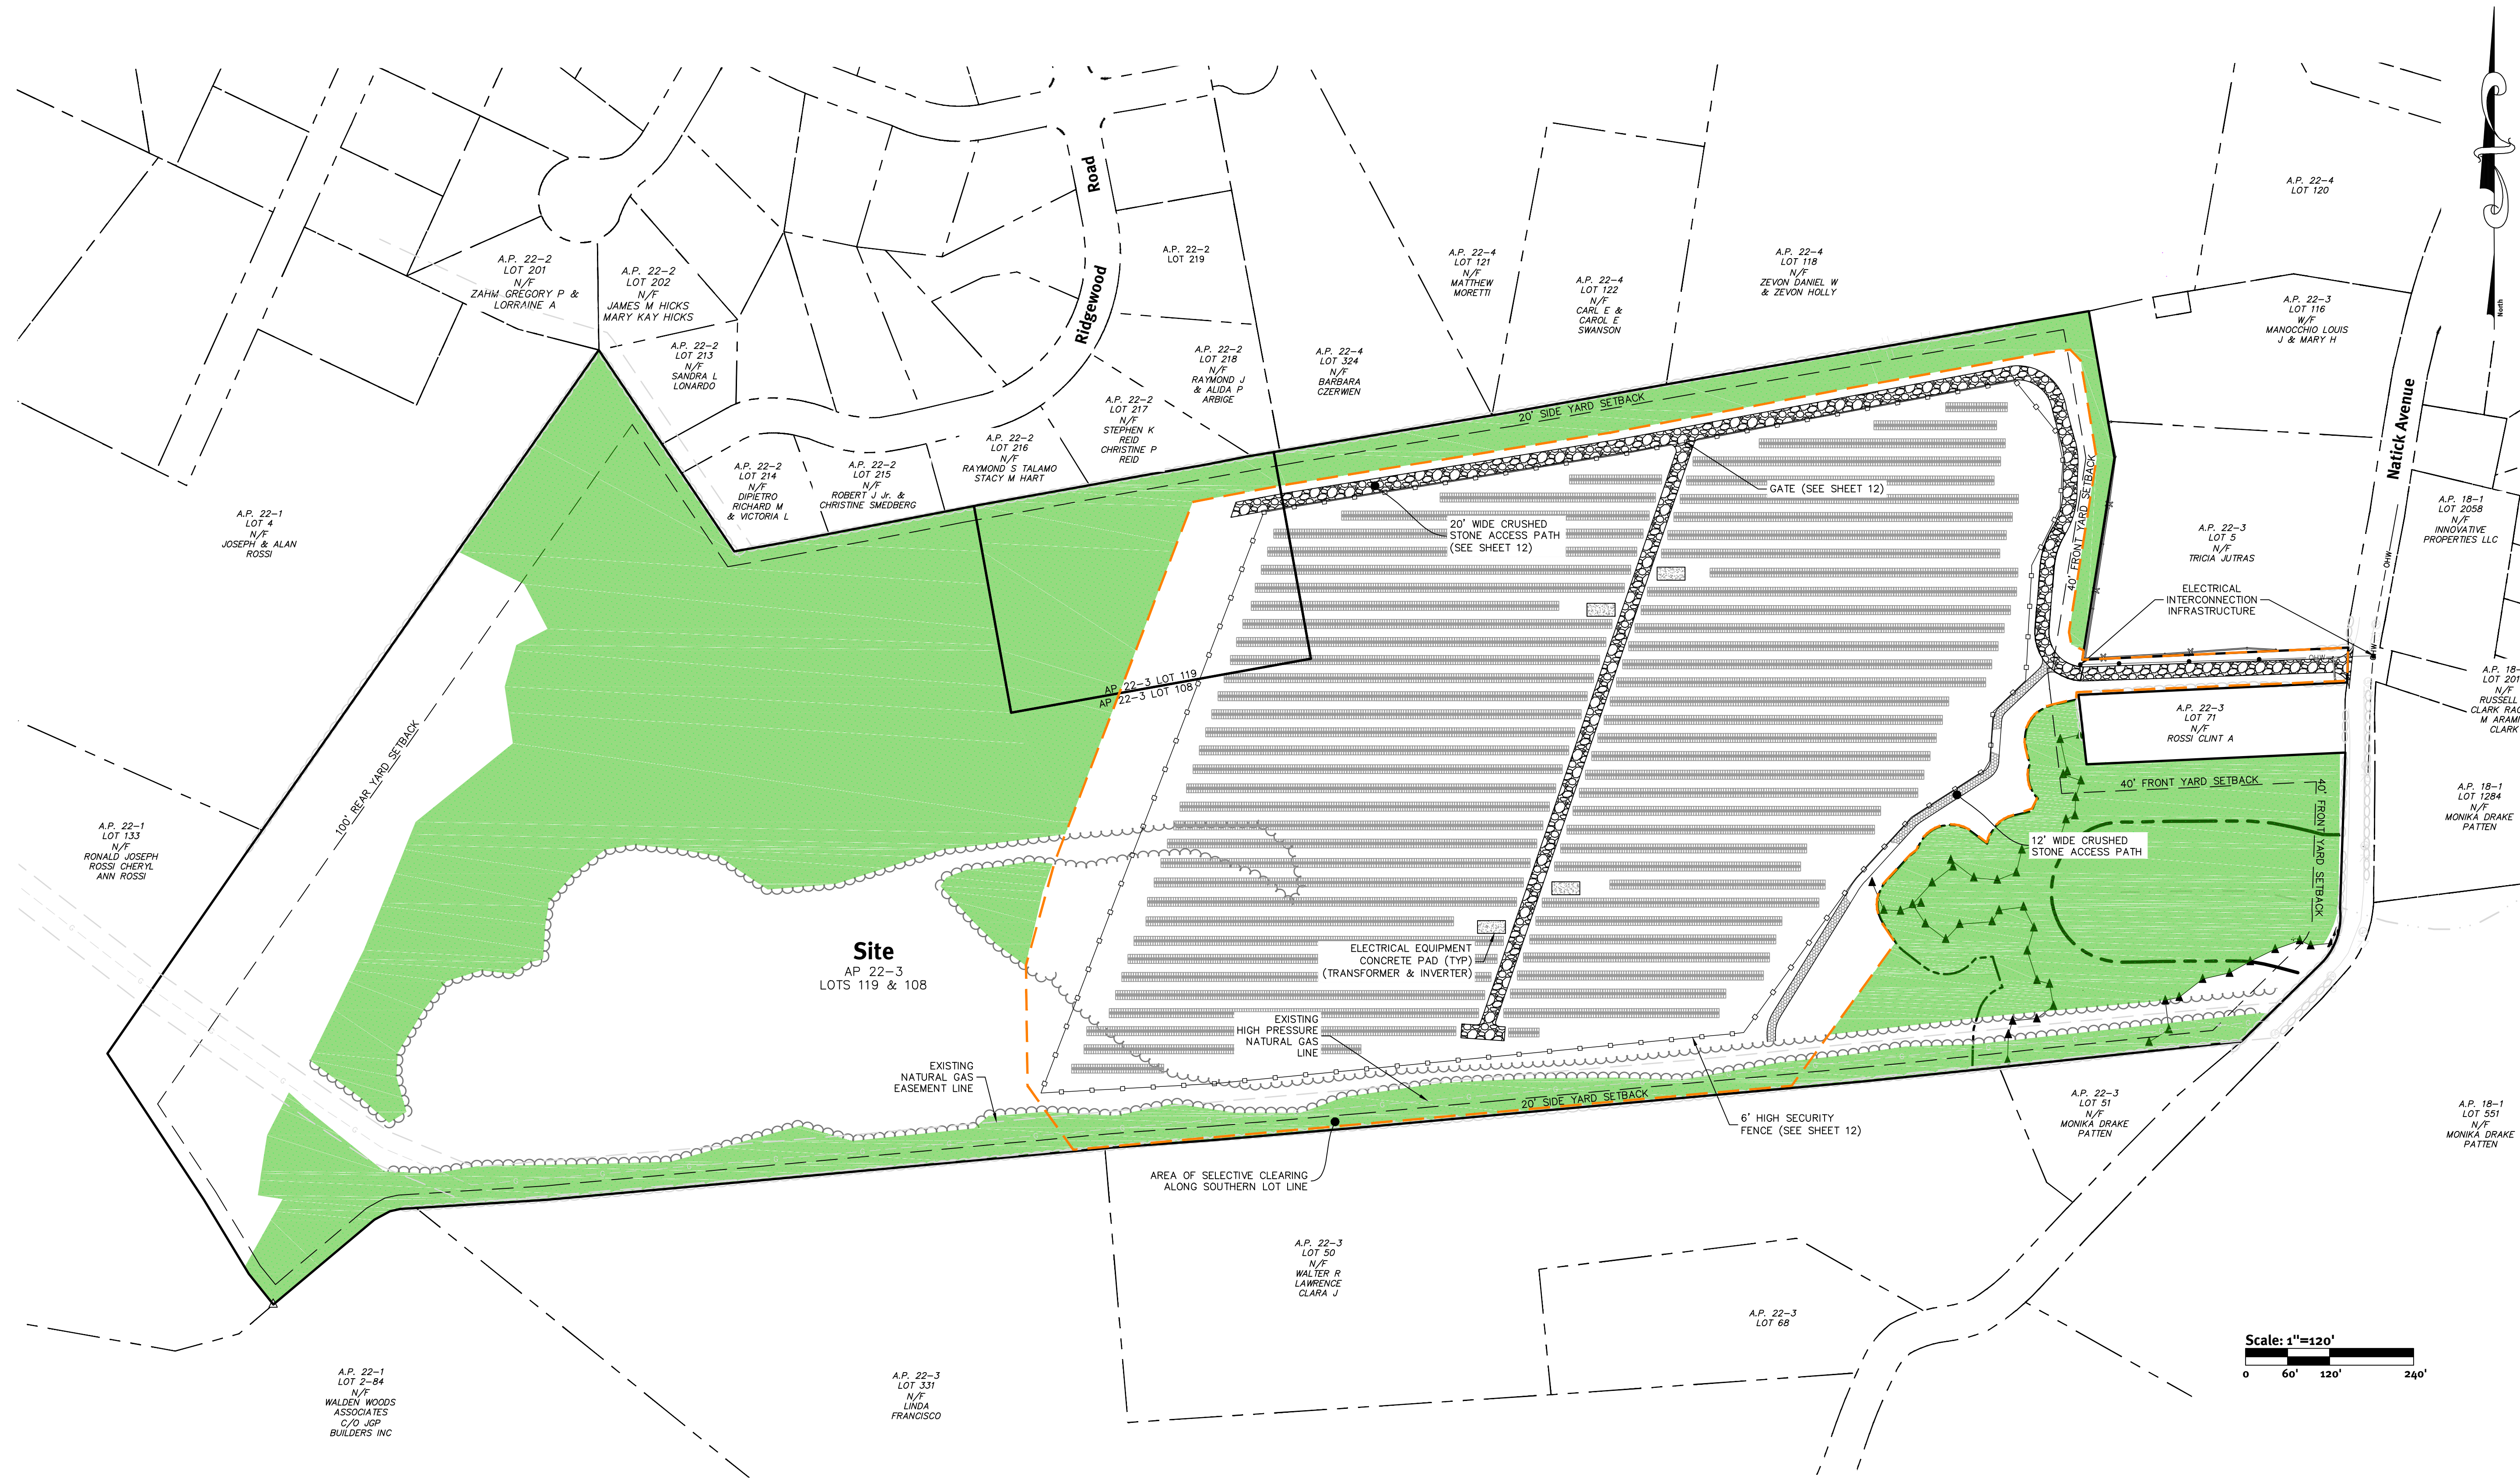 North
A.P. 22-4
LOT 120
Road
Ridgewood
A.P. 22-2
LOT 219
A.P. 22-2
LOT 201
N/F
ZAHM GREGORY P &
LORRAINE A
A.P. 22-2
LOT 202
N/F
JAMES M HICKS
MARY KAY HICKS
A.P. 22-4
LOT 121
N/F
MATTHEW
MORETTI
A.P. 22-4
LOT 122
N/F
CARL E &
CAROL E
SWANSON
A.P. 22-4
LOT 118
N/F
ZEVON DANIEL W
& ZEVON HOLLY
A.P. 22-3
LOT 116
W/F
MANOCCHIO LOUIS
J & MARY H
A.P. 22-2
LOT 213
N/F
SANDRA L
LONARDO
A.P. 22-2
LOT 218
N/F
RAYMOND J
& ALIDA P
ARBIGE
A.P. 22-4
LOT 324
N/F
BARBARA
CZERWIEN
A.P. 22-2
LOT 217
N/F
STEPHEN K
REID
CHRISTINE P
REID
A.P. 22-2
LOT 216
N/F
RAYMOND S TALAMO
STACY M HART
A.P. 22-2
LOT 214
N/F
DIPIETRO
RICHARD M
& VICTORIA L
A.P. 22-2
LOT 215
N/F
ROBERT J Jr. &
CHRISTINE SMEDBERG
20' SIDE YARD SETBACK
Natick Avenue
GATE (SEE SHEET 12)
20' WIDE CRUSHED
STONE ACCESS PATH
(SEE SHEET 12)
40' FRONT YARD SETBACK
A.P. 22-1
LOT 4
N/F
JOSEPH & ALAN
ROSSI
A.P. 22-3
LOT 5
N/F
TRICIA JUTRAS
A.P. 18-1
LOT 2058
N/F
INNOVATIVE
PROPERTIES LLC
OHW
ELECTRICAL
INTERCONNECTION
INFRASTRUCTURE
OHW
AP 22-3 LOT 119
AP 22-3 LOT 108
A.P. 18-
LOT 201
N/F
RUSSELL
CLARK RAC
M ARAMI
CLARK
A.P. 22-3
LOT 71
N/F
ROSSI CLINT A
100' REAR YARD SETBACK
40' FRONT YARD SETBACK
40' FRONT YARD SETBACK
A.P. 18-1
LOT 1284
N/F
MONIKA DRAKE
PATTEN
A.P. 22-1
LOT 133
N/F
RONALD JOSEPH
ROSSI CHERYL
ANN ROSSI
12' WIDE CRUSHED
STONE ACCESS PATH
Site
AP 22-3
LOTS 119 & 108
ELECTRICAL EQUIPMENT
CONCRETE PAD (TYP)
(TRANSFORMER & INVERTER)
EXISTING
HIGH PRESSURE
NATURAL GAS
LINE
EXISTING
NATURAL GAS
EASEMENT LINE
20' SIDE YARD SETBACK
6' HIGH SECURITY
FENCE (SEE SHEET 12)
AREA OF SELECTIVE CLEARING
ALONG SOUTHERN LOT LINE
A.P. 22-3
LOT 51
N/F
MONIKA DRAKE
PATTEN
A.P. 18-1
LOT 551
N/F
MONIKA DRAKE
PATTEN
A.P. 22-3
LOT 50
N/F
WALTER R
LAWRENCE
CLARA J
A.P. 22-3
LOT 68
A.P. 22-1
LOT 2-84
N/F
WALDEN WOODS
ASSOCIATES
C/O JGP
BUILDERS INC
A.P. 22-3
LOT 331
N/F
LINDA
FRANCISCO
Scale: 1"=120'
0 60' 120' 240'